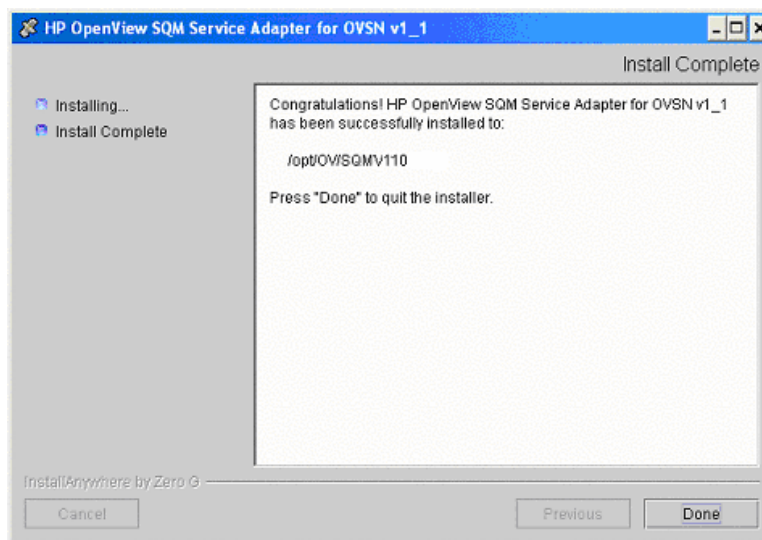 HP OpenView SQM Service Adapter for OVSN v1_1
Install Complete
Installing...
Install Complete
Congratulations! HP OpenView SQM Service Adapter for OVSN v1_1
has been successfully installed to:
/opt/OV/SQMV110
Press "Done" to quit the installer.
InstallAnywhere by Zero G
Cancel
Previous
Done